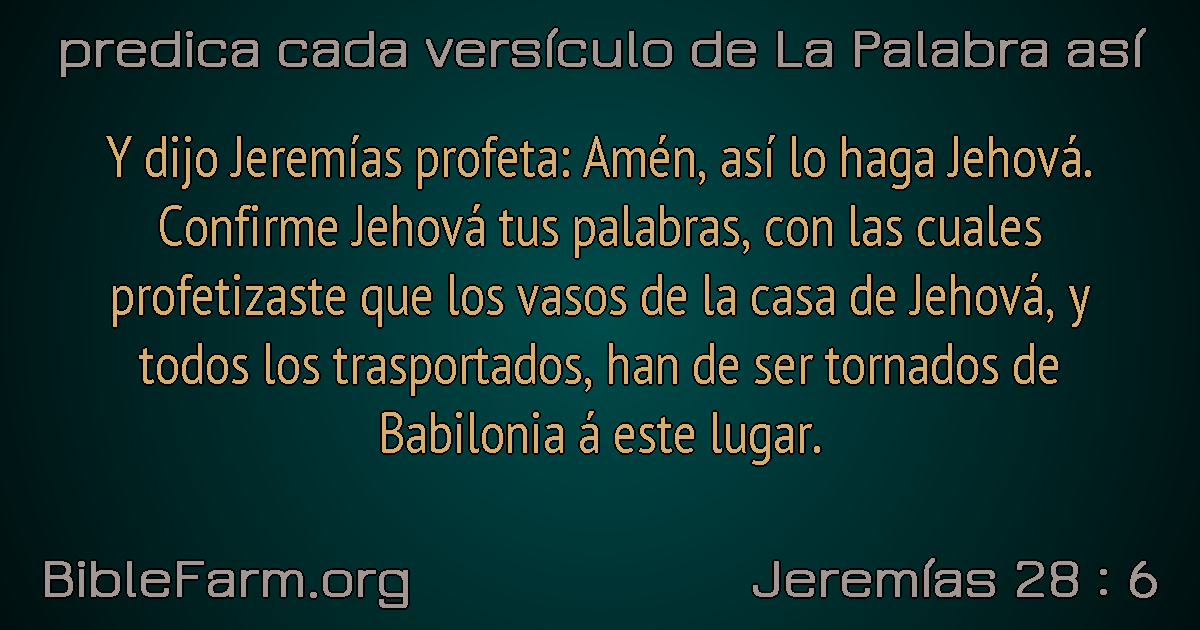 predica cada versículo de La Palabra así
Y dijo Jeremías profeta: Amén, así lo haga Jehová.
Confirme Jehová tus palabras, con las cuales
profetizaste que los vasos de la casa de Jehová, y
todos los trasportados, han de ser tornados de
Babilonia á este lugar.
BibleFarm.org
Jeremías 28 : 6